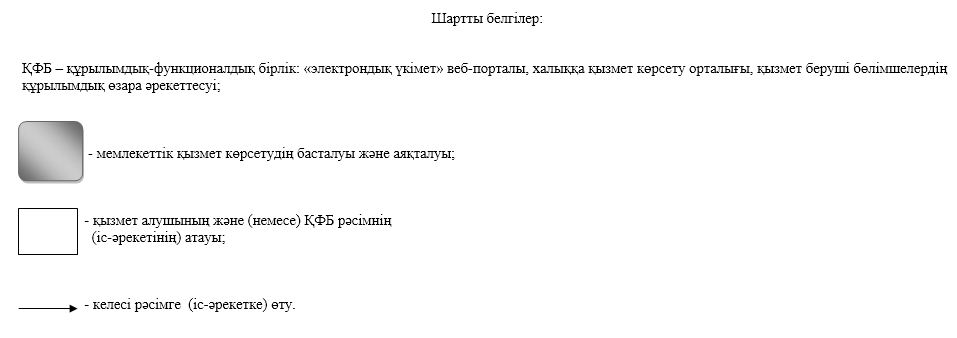 Шартты белгілер:
ҚФБ – құрылымдық-функционалдық бірлік: «электрондық үкімет» веб-порталы, халыққа қызмет көрсету орталығы, қызмет беруші бөлімшелердің
құрылымдық өзара әрекеттесуі;
- мемлекеттік қызмет көрсетудің басталуы және аяқталуы;
- қызмет алушының және (немесе) ҚФБ рәсімнің
(іс-әрекетінің) атауы;
- келесі рәсімге (іс-әрекетке) өту.